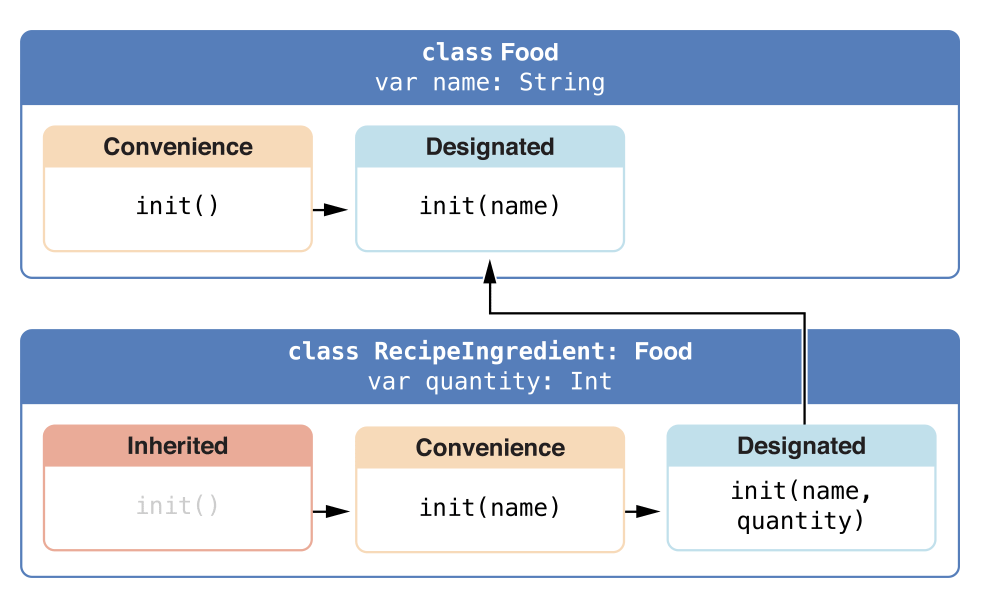 class Food
var name: String
Convenience
Designated
init()
init(name)
class RecipeIngredient: Food
var quantity: Int
Inherited
Convenience
Designated
init()
init(name)
init(name,
quantity)